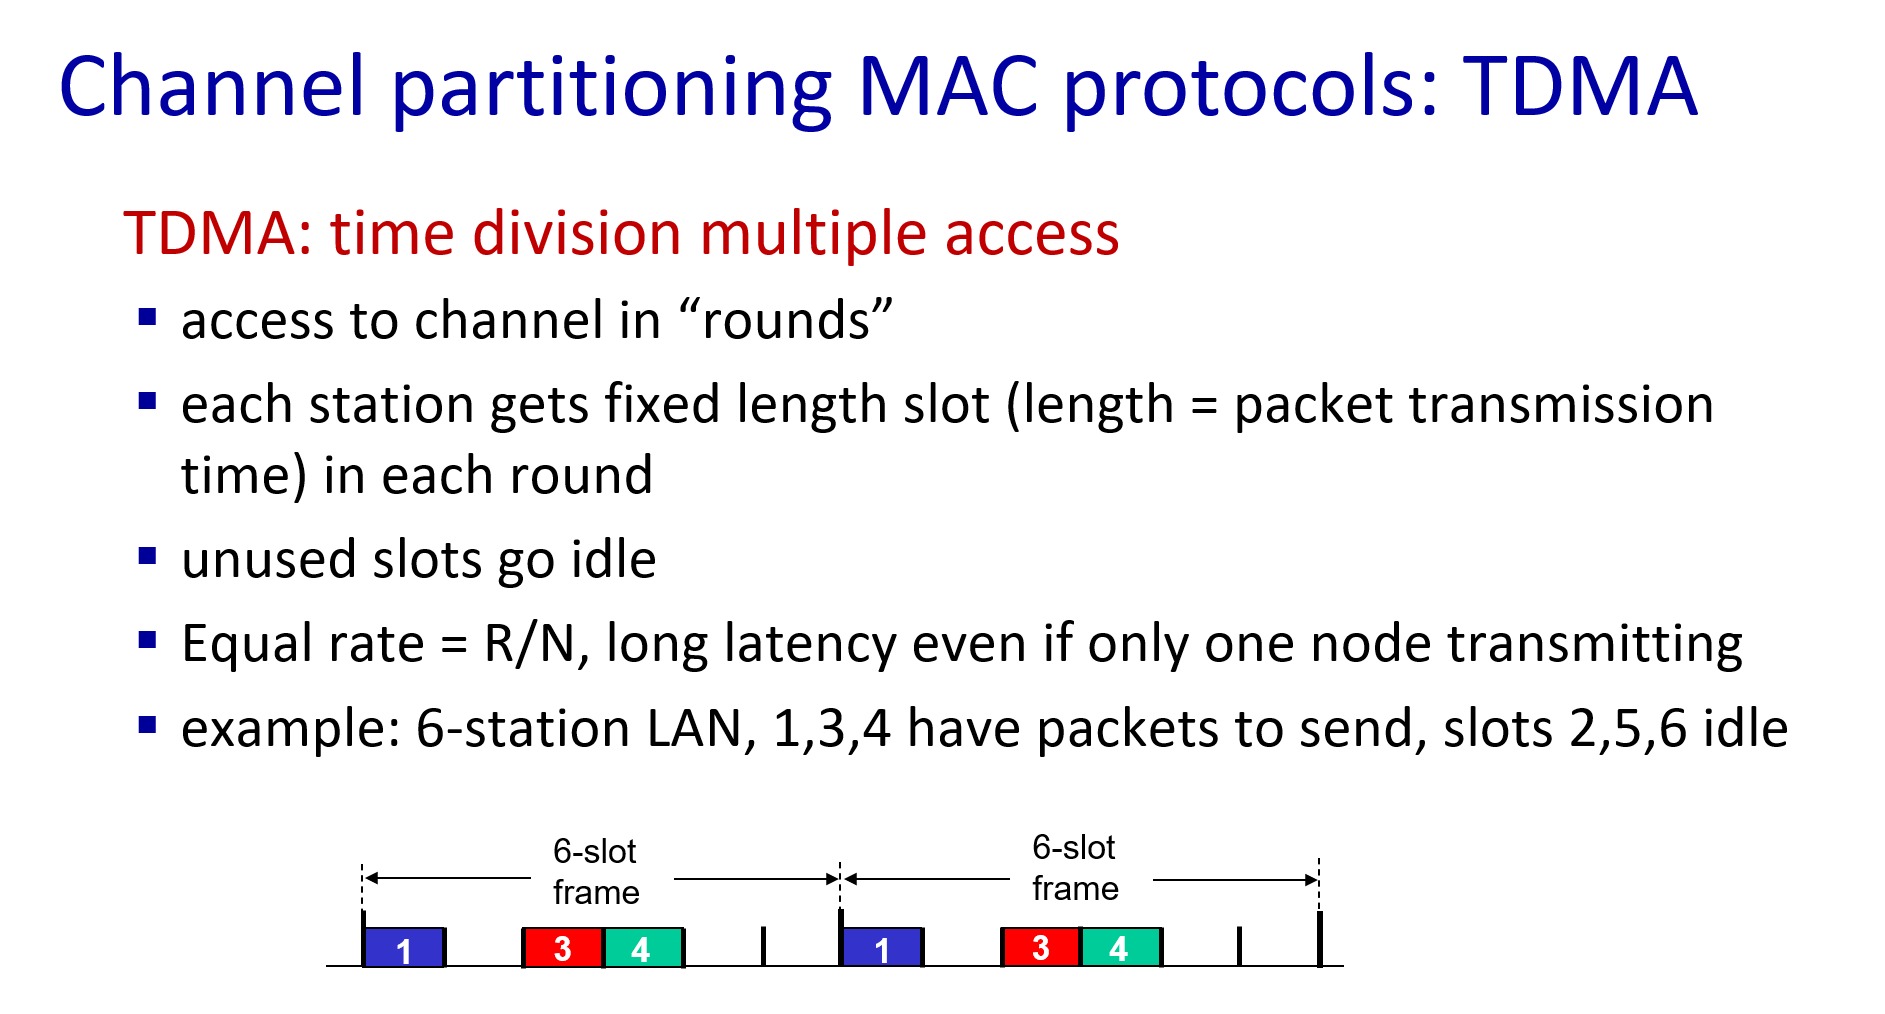 Channel partitioning MAC protocols: TDMA
TDMA: time division multiple access
▪ access to channel in “rounds”
▪ each station gets fixed length slot (length = packet transmission
time) in each round
▪ unused slots go idle
▪ Equal rate = R/N, long latency even if only one node transmitting
▪ example: 6-station LAN, 1,3,4 have packets to send, slots 2,5,6 idle
6-slot
frame
6-slot
frame
1 3 4 1 3 4